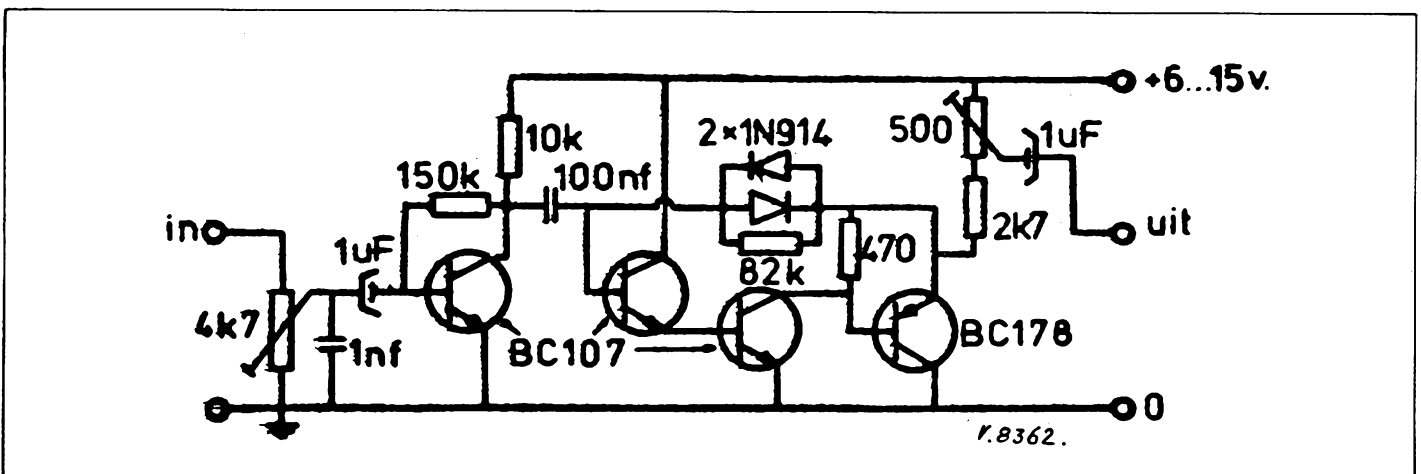 +6...15v.
500
1uF
2×1N914
10k
150k
100nf
in
uit
1uF
82k
470
2k7
4k7
1nf
BC107
BC178
0
V.8362.